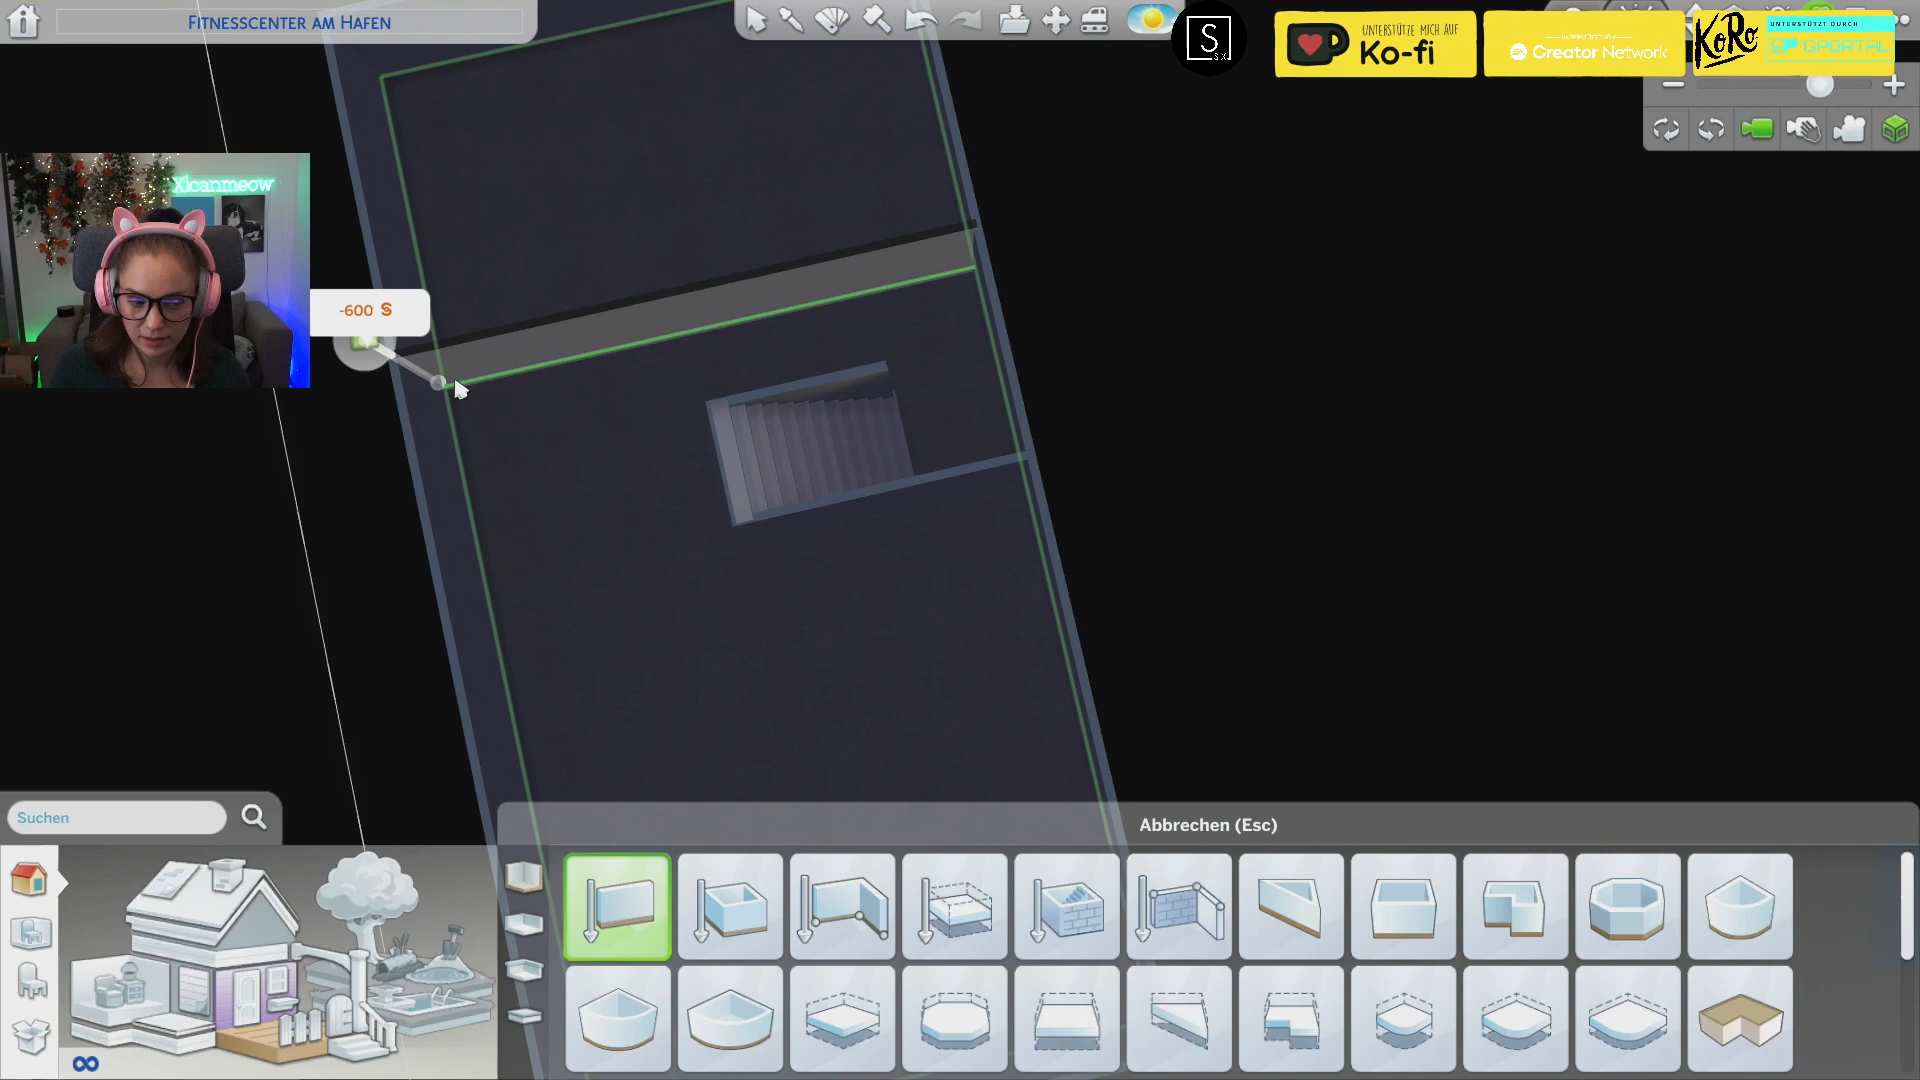 FITNESSCENTER AM HAFEN
S
SX
UNTERSTÜTZE MICH AUF
Ko-fi
Creator Network
KoRo
UNTERSTÜTZT DURCH
GPORTAL
Xicanmeow
-600 S
Suchen
Abbrechen (Esc)